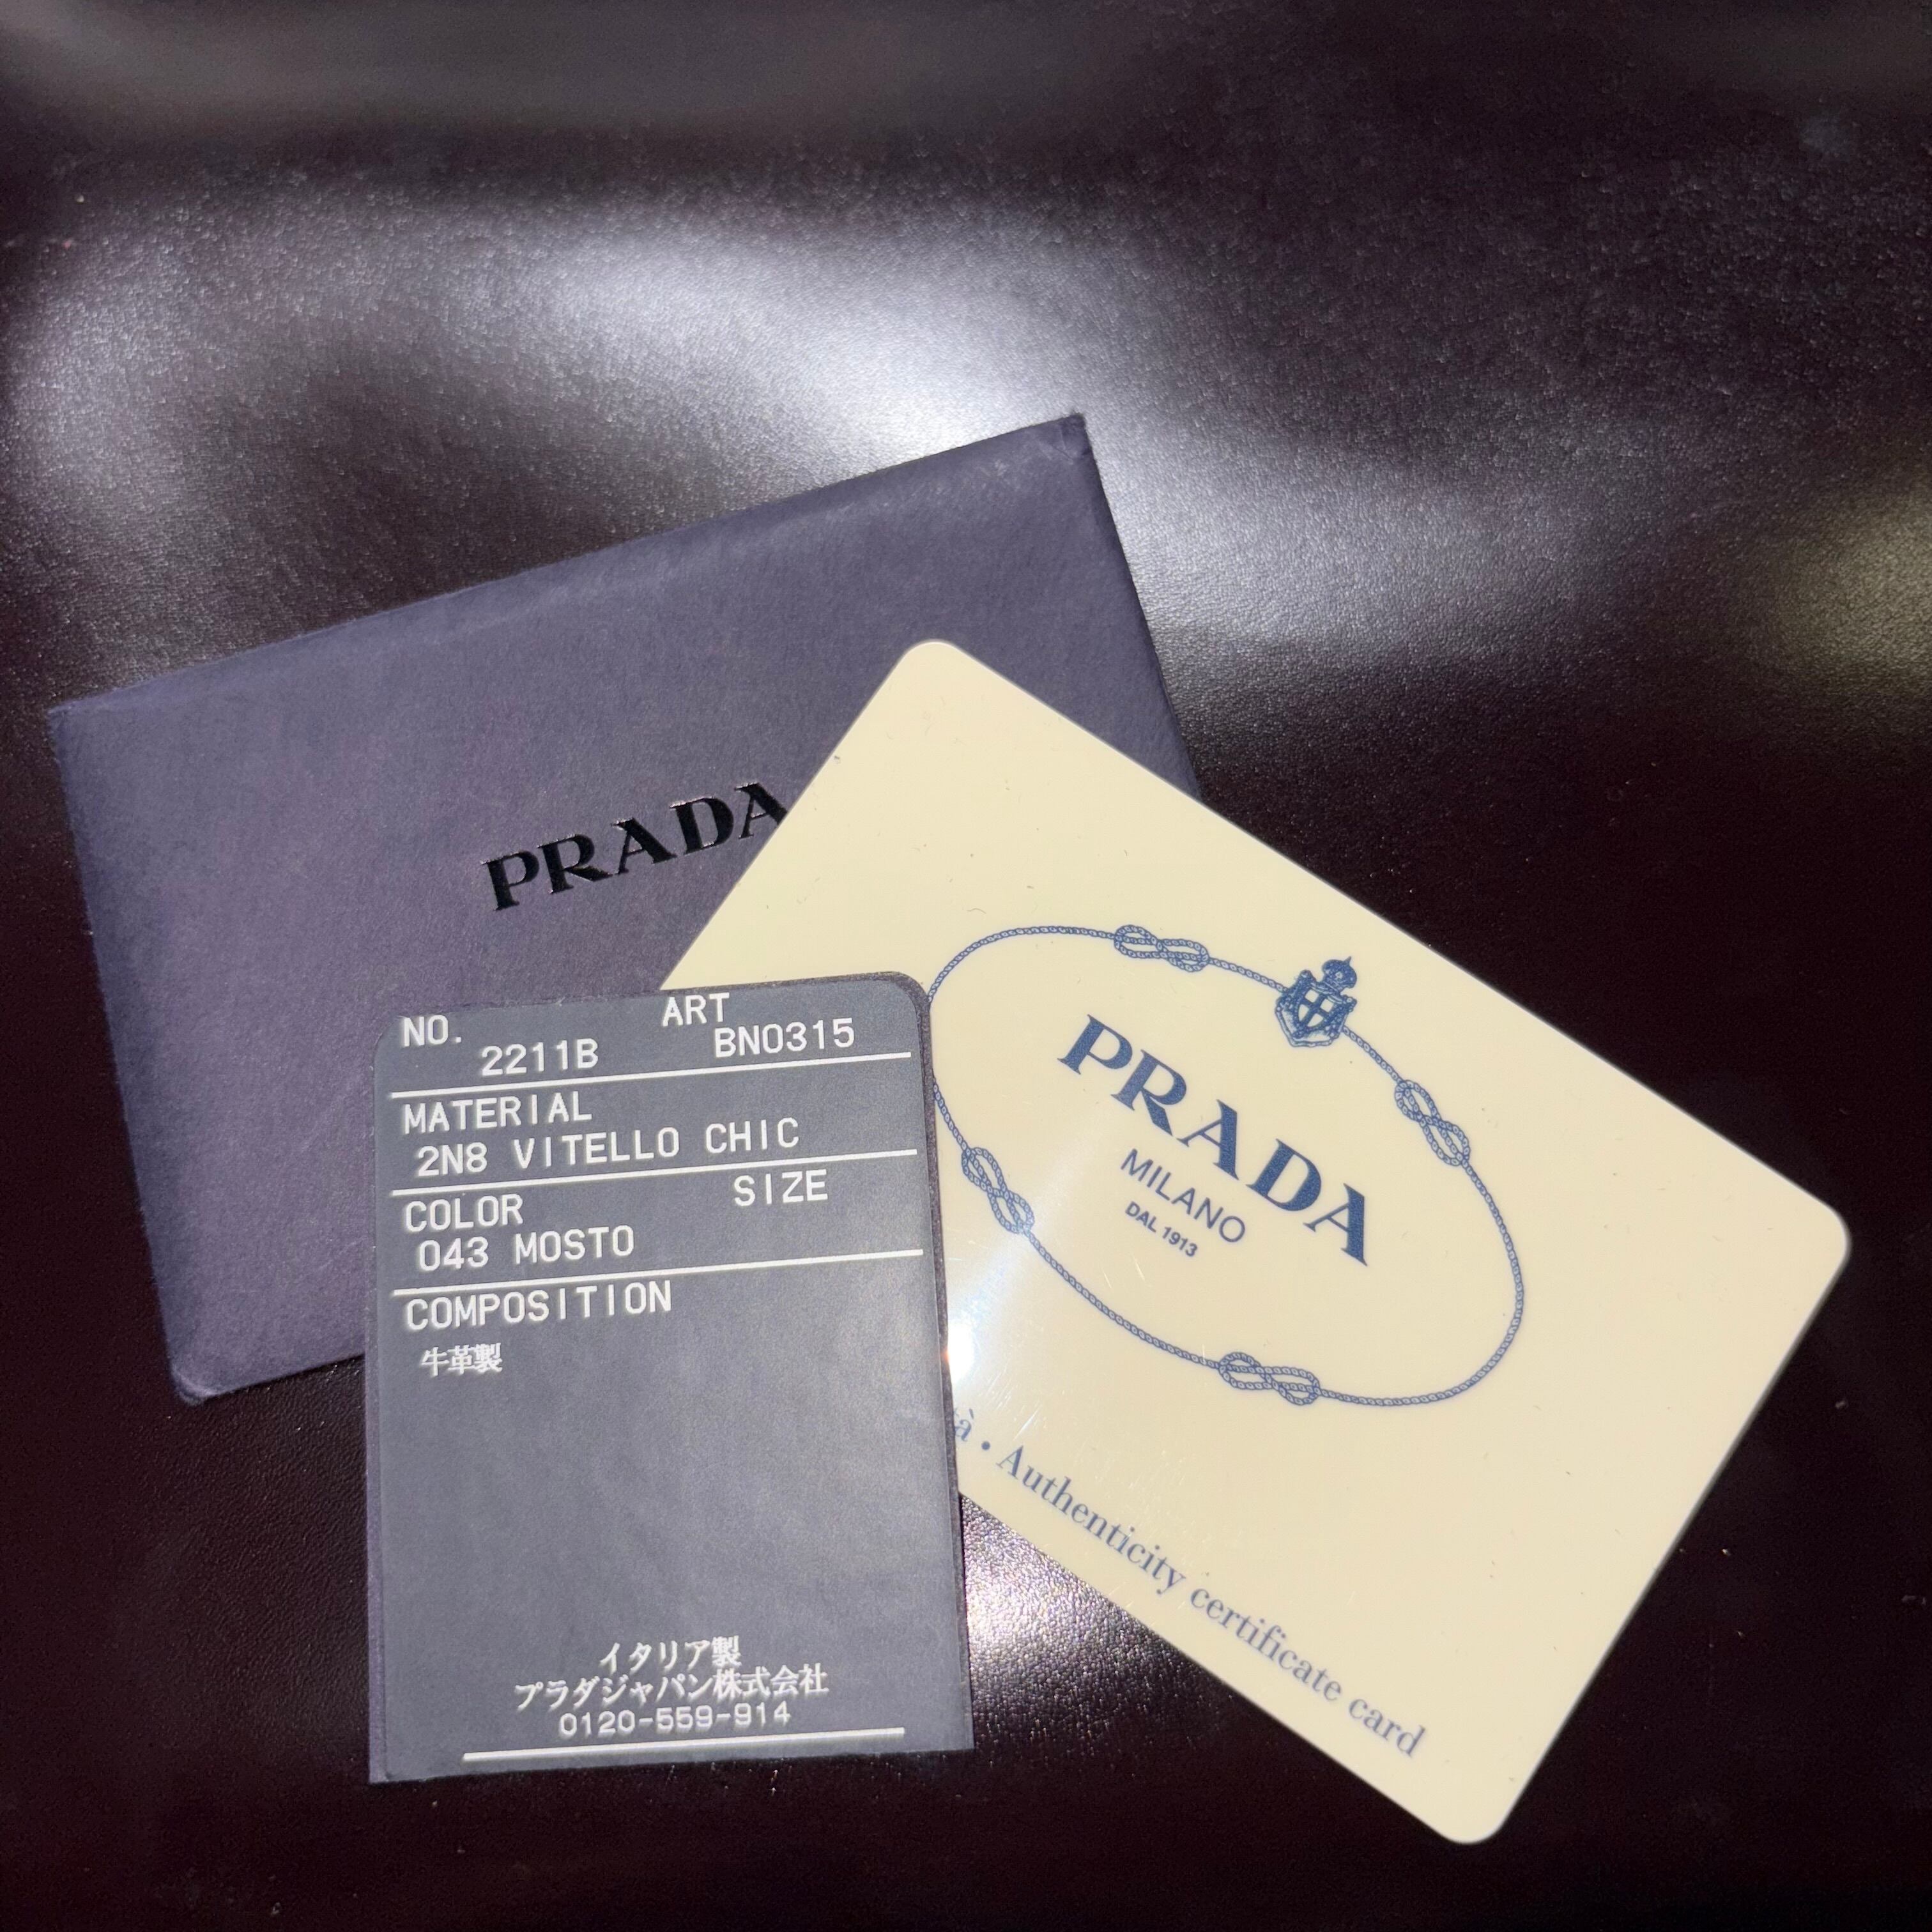 PRADA
NO. ART
2211B BN0315
MATERIAL
2N8 VITELLO CHIC
COLOR SIZE
043 MOSTO
COMPOSITION
牛革製
イタリア製
プラダジャパン株式会社
0120-559-914
PRADA
MILANO
DAL 1913
• Authenticity certificate card